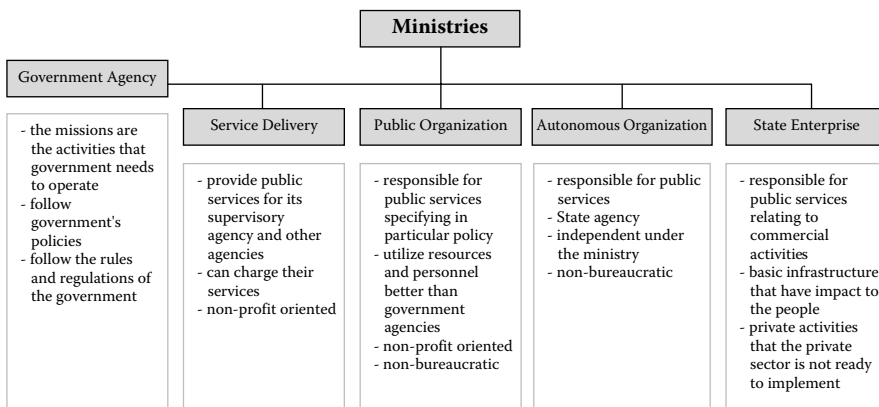 Ministries
Government Agency
- the missions are
the activities that
government needs
to operate
- follow
government's
policies
- follow the rules
and regulations of
the government
Service Delivery
- provide public
services for its
supervisory
agency and other
agencies
- can charge their
services
- non-profit oriented
Public Organization
- responsible for
public services
specifying in
particular policy
- utilize resources
and personnel
better than
government
agencies
- non-profit oriented
- non-bureaucratic
Autonomous Organization
- responsible for public
services
- State agency
- independent under
the ministry
- non-bureaucratic
State Enterprise
- responsible for
public services
relating to
commercial
activities
- basic infrastructure
that have impact to
the people
- private activities
that the private
sector is not ready
to implement